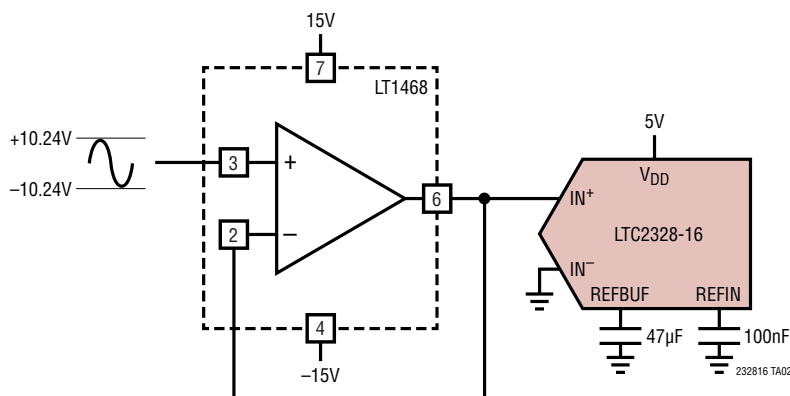 15V
7
LT1468
+10.24V
–10.24V
3
+
2
–
6
4
–15V
5V
VDD
IN+
LTC2328-16
IN–
REFBUF
REFIN
47µF
100nF
232816 TA02